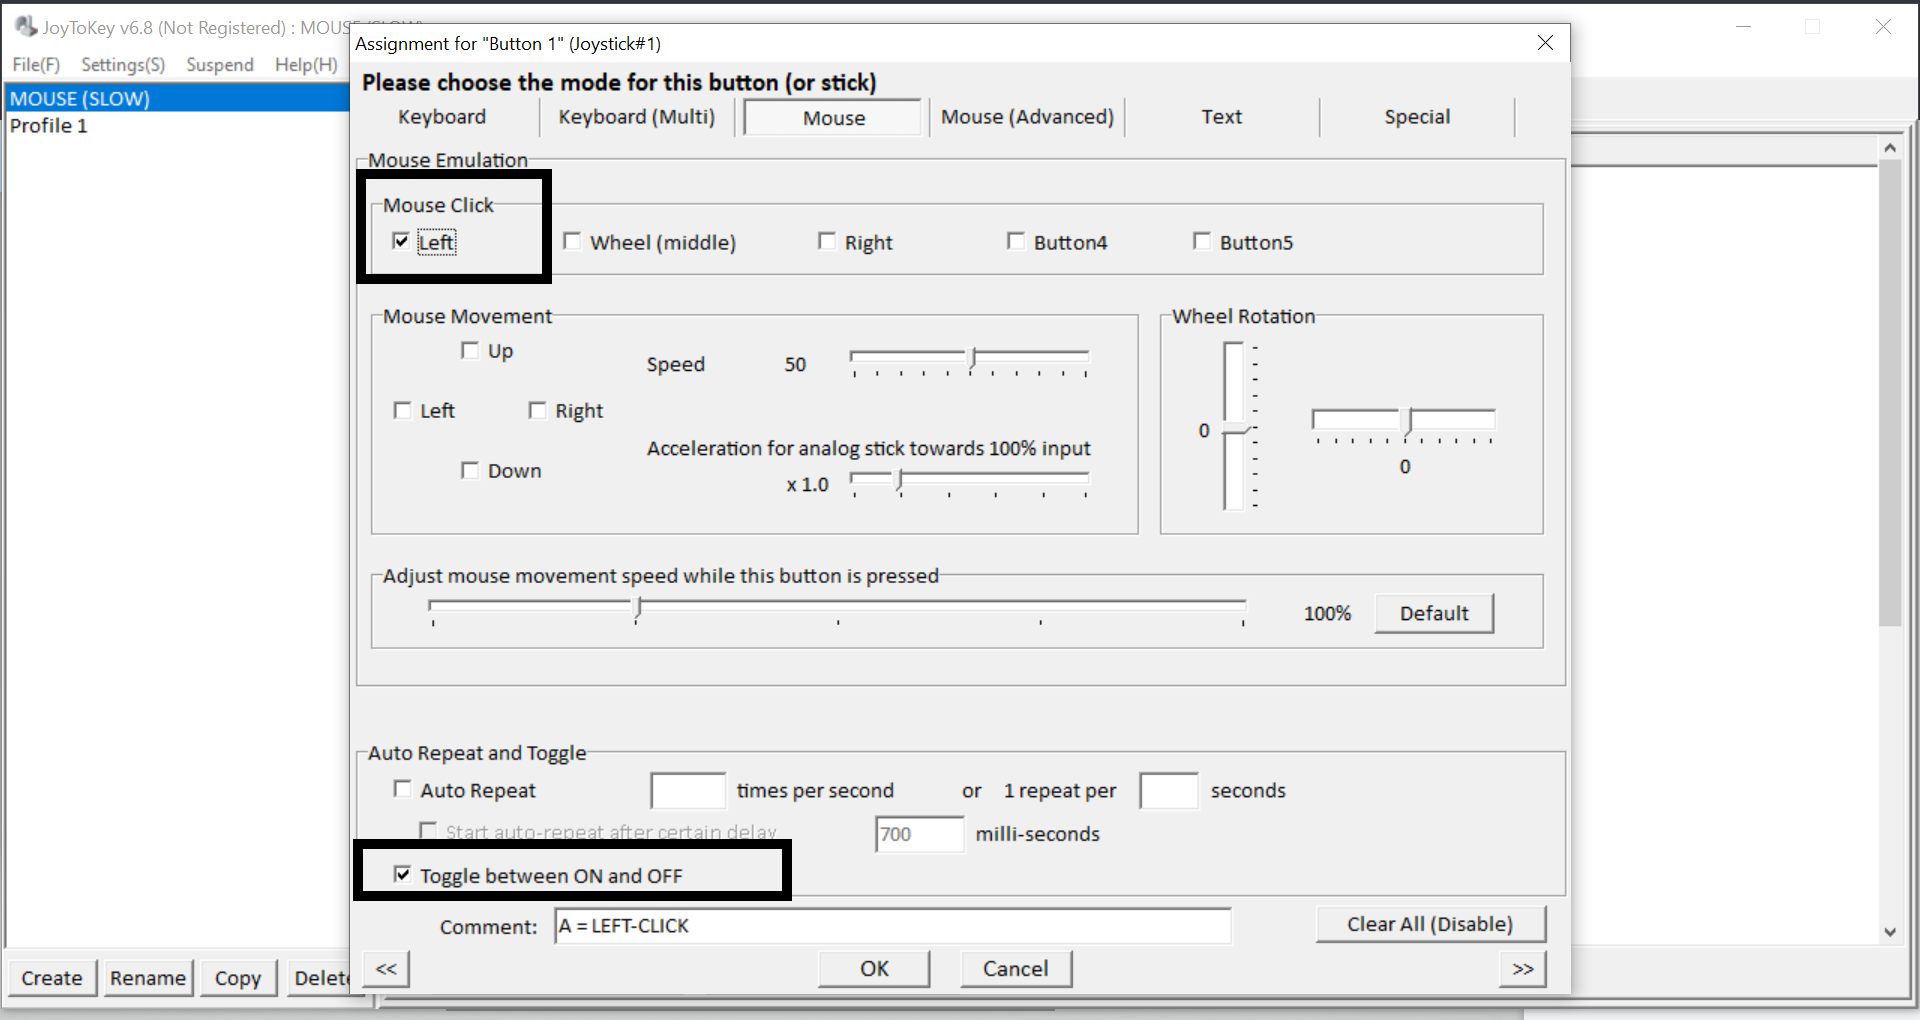 JoyToKey v6.8 (Not Registered) : MOUSE (SLOW)
Assignment for "Button 1" (Joystick#1)
File(F) Settings(S) Suspend Help(H)
Please choose the mode for this button (or stick)
MOUSE (SLOW)
Profile 1
Keyboard Keyboard (Multi) Mouse Mouse (Advanced) Text Special
Mouse Emulation
Mouse Click
Left Wheel (middle) Right Button4 Button5
Mouse Movement
Up
Left Right
Down
Speed 50
Acceleration for analog stick towards 100% input
x 1.0
Wheel Rotation
0
0
Adjust mouse movement speed while this button is pressed
100% Default
Auto Repeat and Toggle
Auto Repeat times per second or 1 repeat per seconds
Start auto-repeat after certain delay 700 milli-seconds
Toggle between ON and OFF
Comment: A = LEFT-CLICK Clear All (Disable)
<< OK Cancel >>
Create Rename Copy Delete